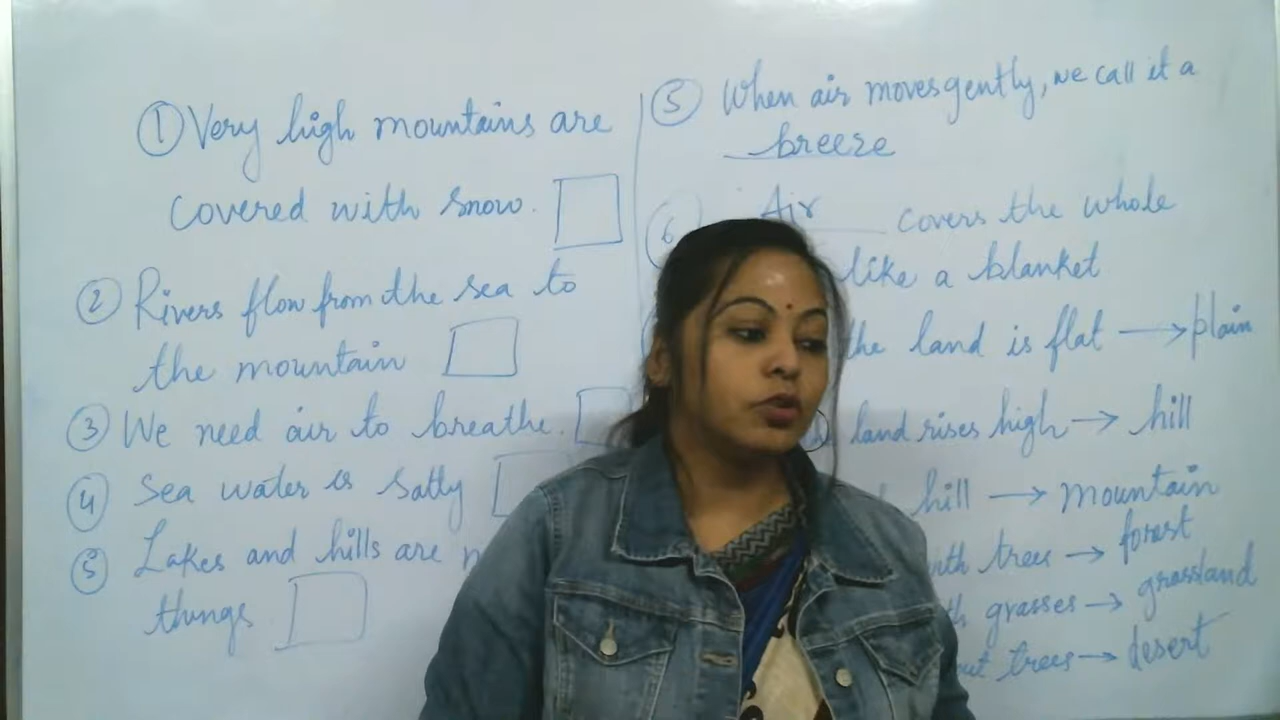 ① Very high mountains are
covered with snow.
② Rivers flow from the sea to
the mountain
③ We need air to breathe.
④ Sea water is salty
⑤ Lakes and hills are
things
⑤ When air moves gently, we call it a
breeze
⑥ Air covers the whole
like a blanket
the land is flat → plain
land rises high → hill
hill → mountain
with trees → forest
grasses → grassland
trees → desert